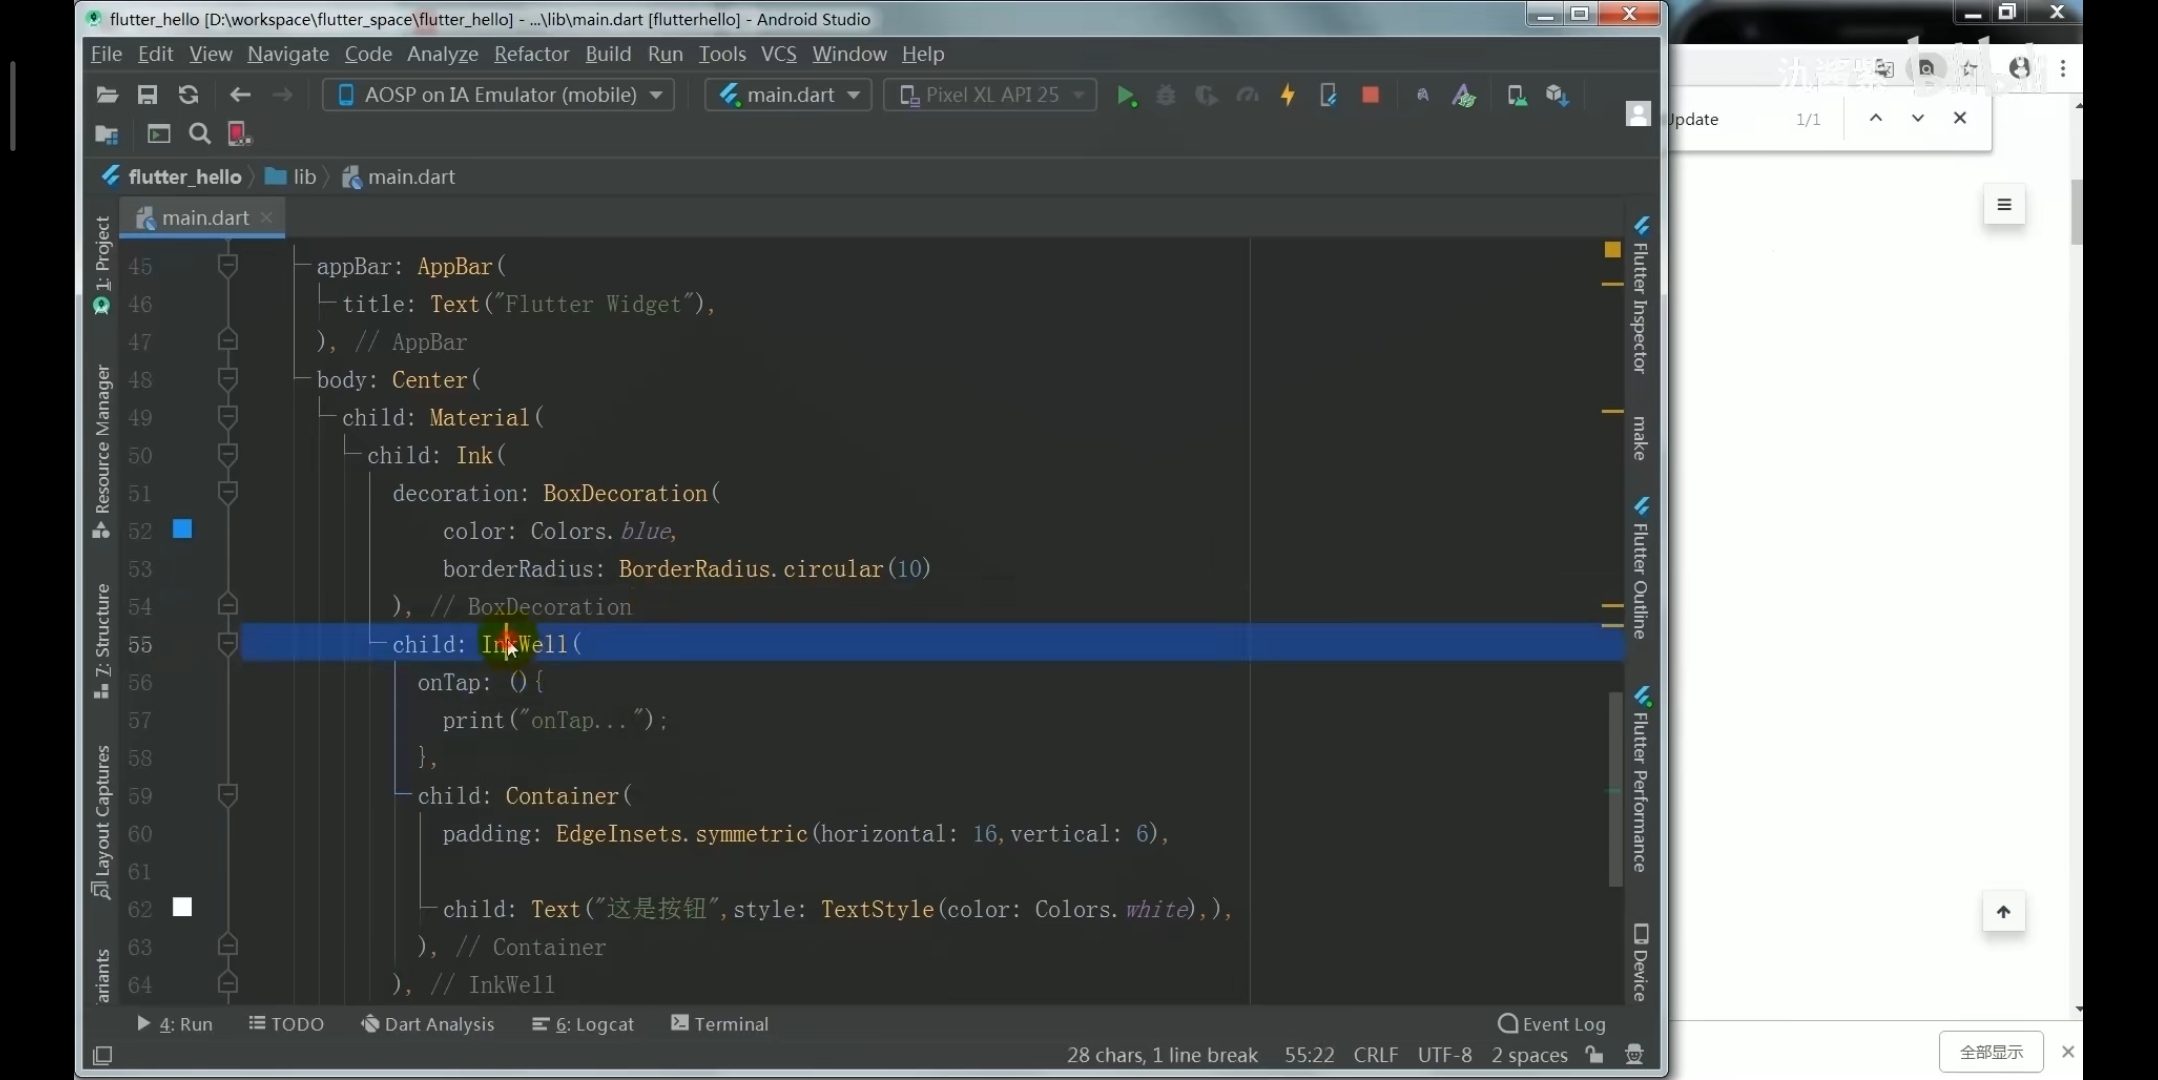 flutter_hello [D:\workspace\flutter_space\flutter_hello] - ...\lib\main.dart [flutterhello] - Android Studio
File Edit View Navigate Code Analyze Refactor Build Run Tools VCS Window Help
AOSP on IA Emulator (mobile) main.dart Pixel XL API 25
Update 1/1
flutter_hello lib main.dart
main.dart
1: Project
Resource Manager
7: Structure
Layout Captures
ariants
45 appBar: AppBar(
46 title: Text("Flutter Widget"),
47 ), // AppBar
48 body: Center(
49 child: Material(
50 child: Ink(
51 decoration: BoxDecoration(
52 color: Colors.blue,
53 borderRadius: BorderRadius.circular(10)
54 ), // BoxDecoration
55 child: InkWell(
56 onTap: (){
57 print("onTap...");
58 },
59 child: Container(
60 padding: EdgeInsets.symmetric(horizontal: 16,vertical: 6),
61
62 child: Text("这是按钮",style: TextStyle(color: Colors.white),),
63 ), // Container
64 ), // InkWell
Flutter Inspector
make
Flutter Outline
Flutter Performance
Device
4: Run TODO Dart Analysis 6: Logcat Terminal Event Log
28 chars, 1 line break 55:22 CRLF UTF-8 2 spaces
全部显示